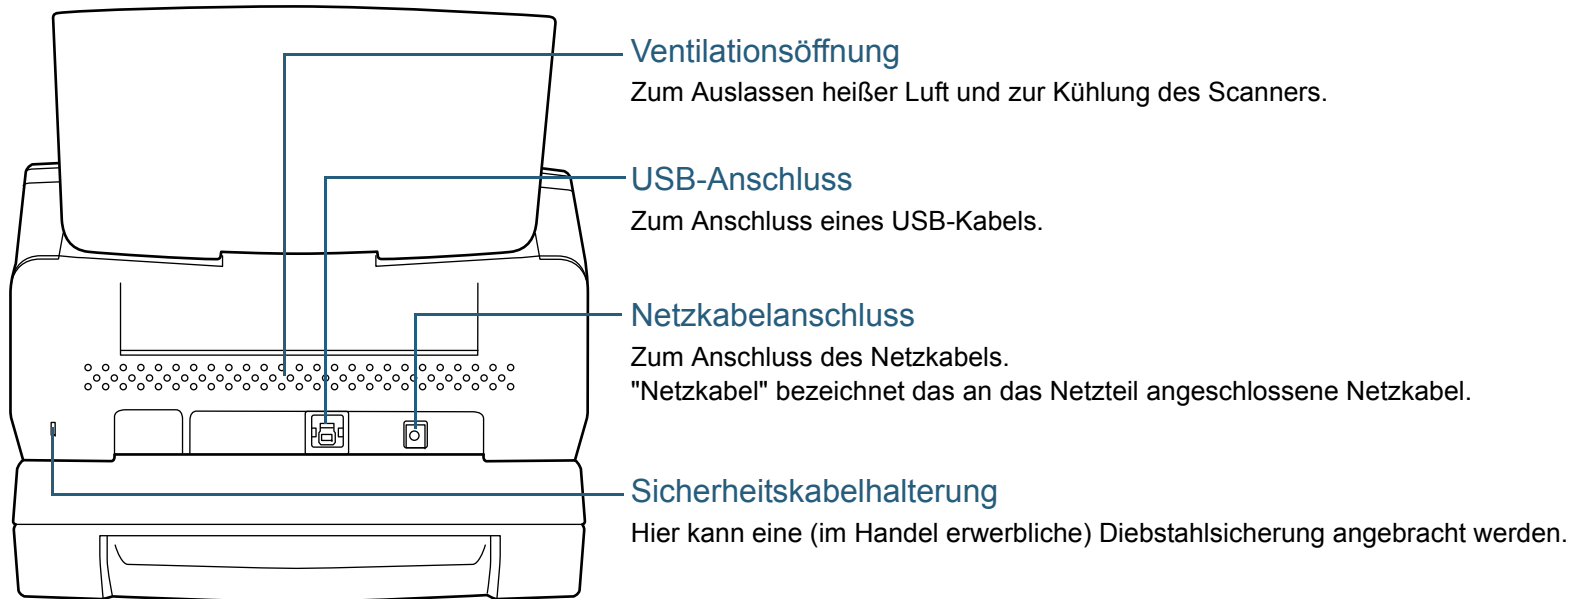 Ventilationsöffnung
Zum Auslassen heißer Luft und zur Kühlung des Scanners.
USB-Anschluss
Zum Anschluss eines USB-Kabels.
Netzkabelanschluss
Zum Anschluss des Netzkabels.
"Netzkabel" bezeichnet das an das Netzteil angeschlossene Netzkabel.
Sicherheitskabelhalterung
Hier kann eine (im Handel erwerbliche) Diebstahlsicherung angebracht werden.